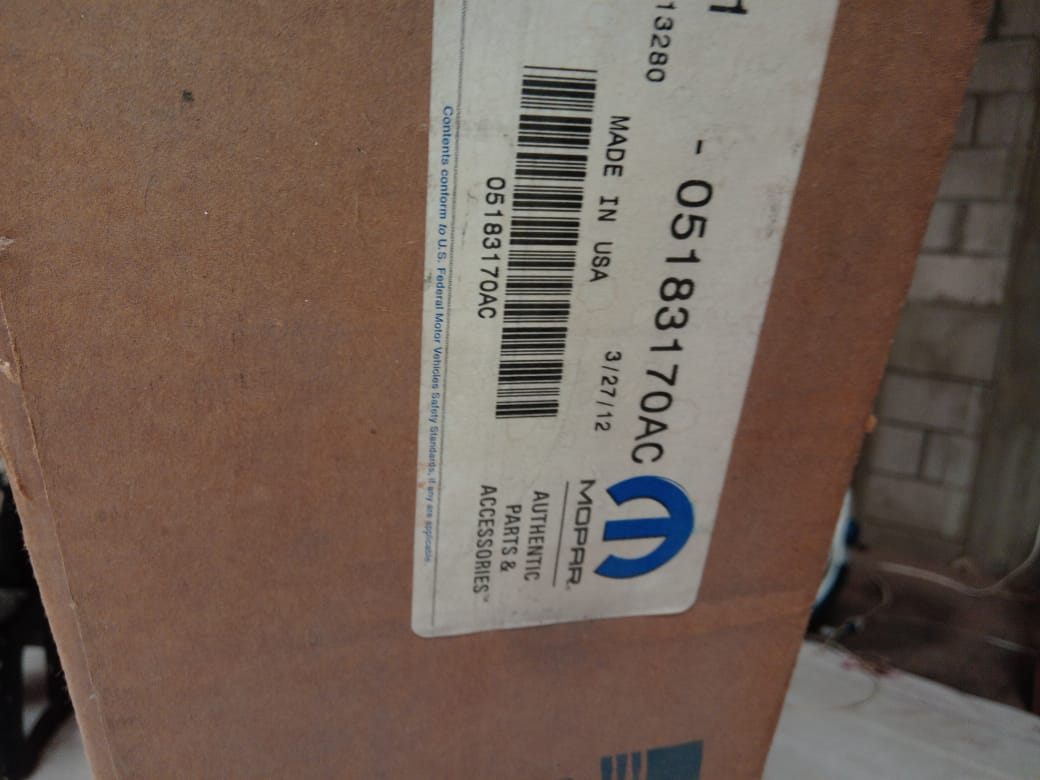 13280
- 05183170AC
MADE IN USA 3/27/12
05183170AC
MOPAR
AUTHENTIC
PARTS &
ACCESSORIES™
Contents conform to U.S. Federal Motor Vehicles Safety Standards, if any are applicable.